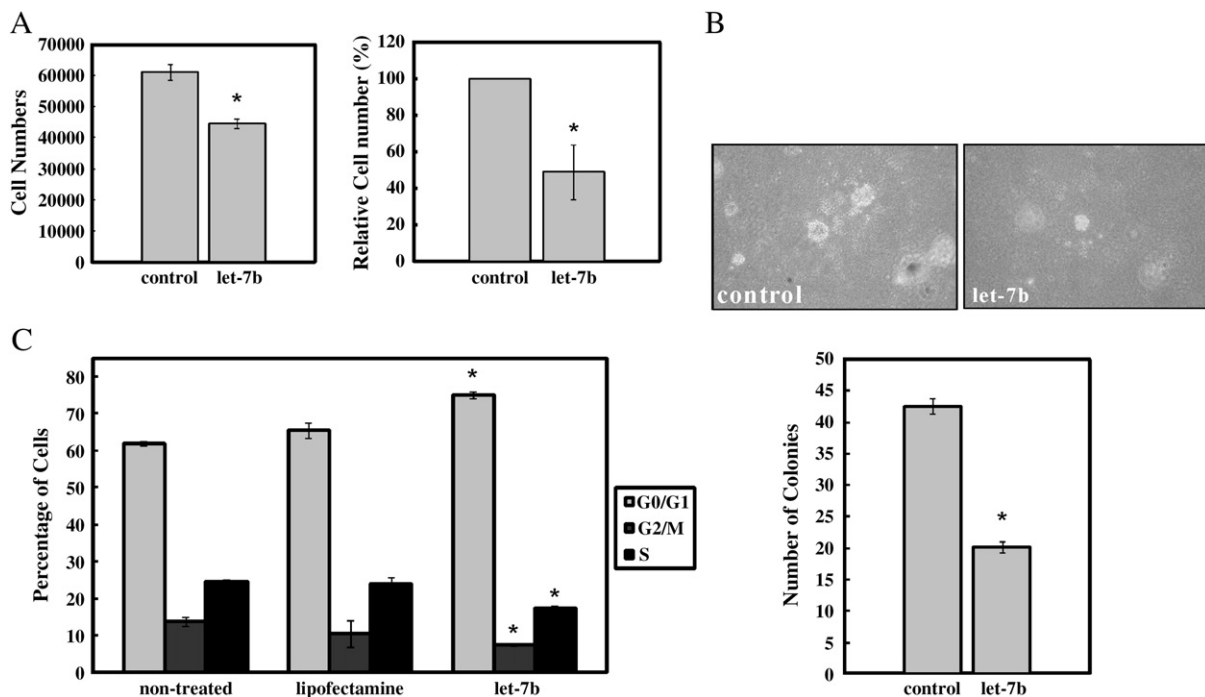 A
Cell Numbers
70000
60000
50000
40000
30000
20000
10000
0
*
control let-7b
Relative Cell number (%)
120
100
80
60
40
20
0
*
control let-7b
B
control
let-7b
Number of Colonies
50
45
40
35
30
25
20
15
10
5
0
*
control let-7b
C
Percentage of Cells
80
70
60
50
40
30
20
10
0
*
*
*
non-treated lipofectamine let-7b
G0/G1
G2/M
S